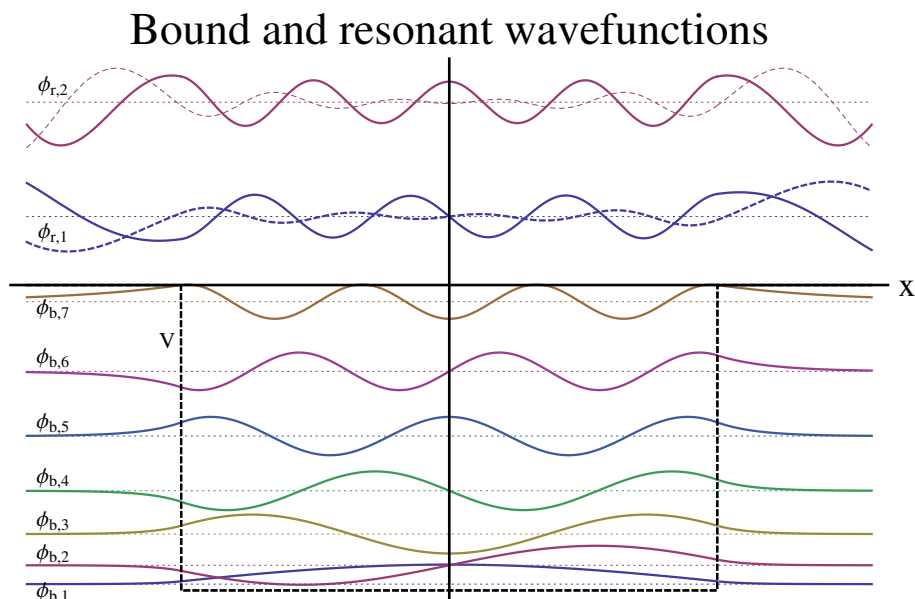 Bound and resonant wavefunctions
ϕr,2
ϕr,1
x
ϕb,7
V
ϕb,6
ϕb,5
ϕb,4
ϕb,3
ϕb,2
ϕb,1